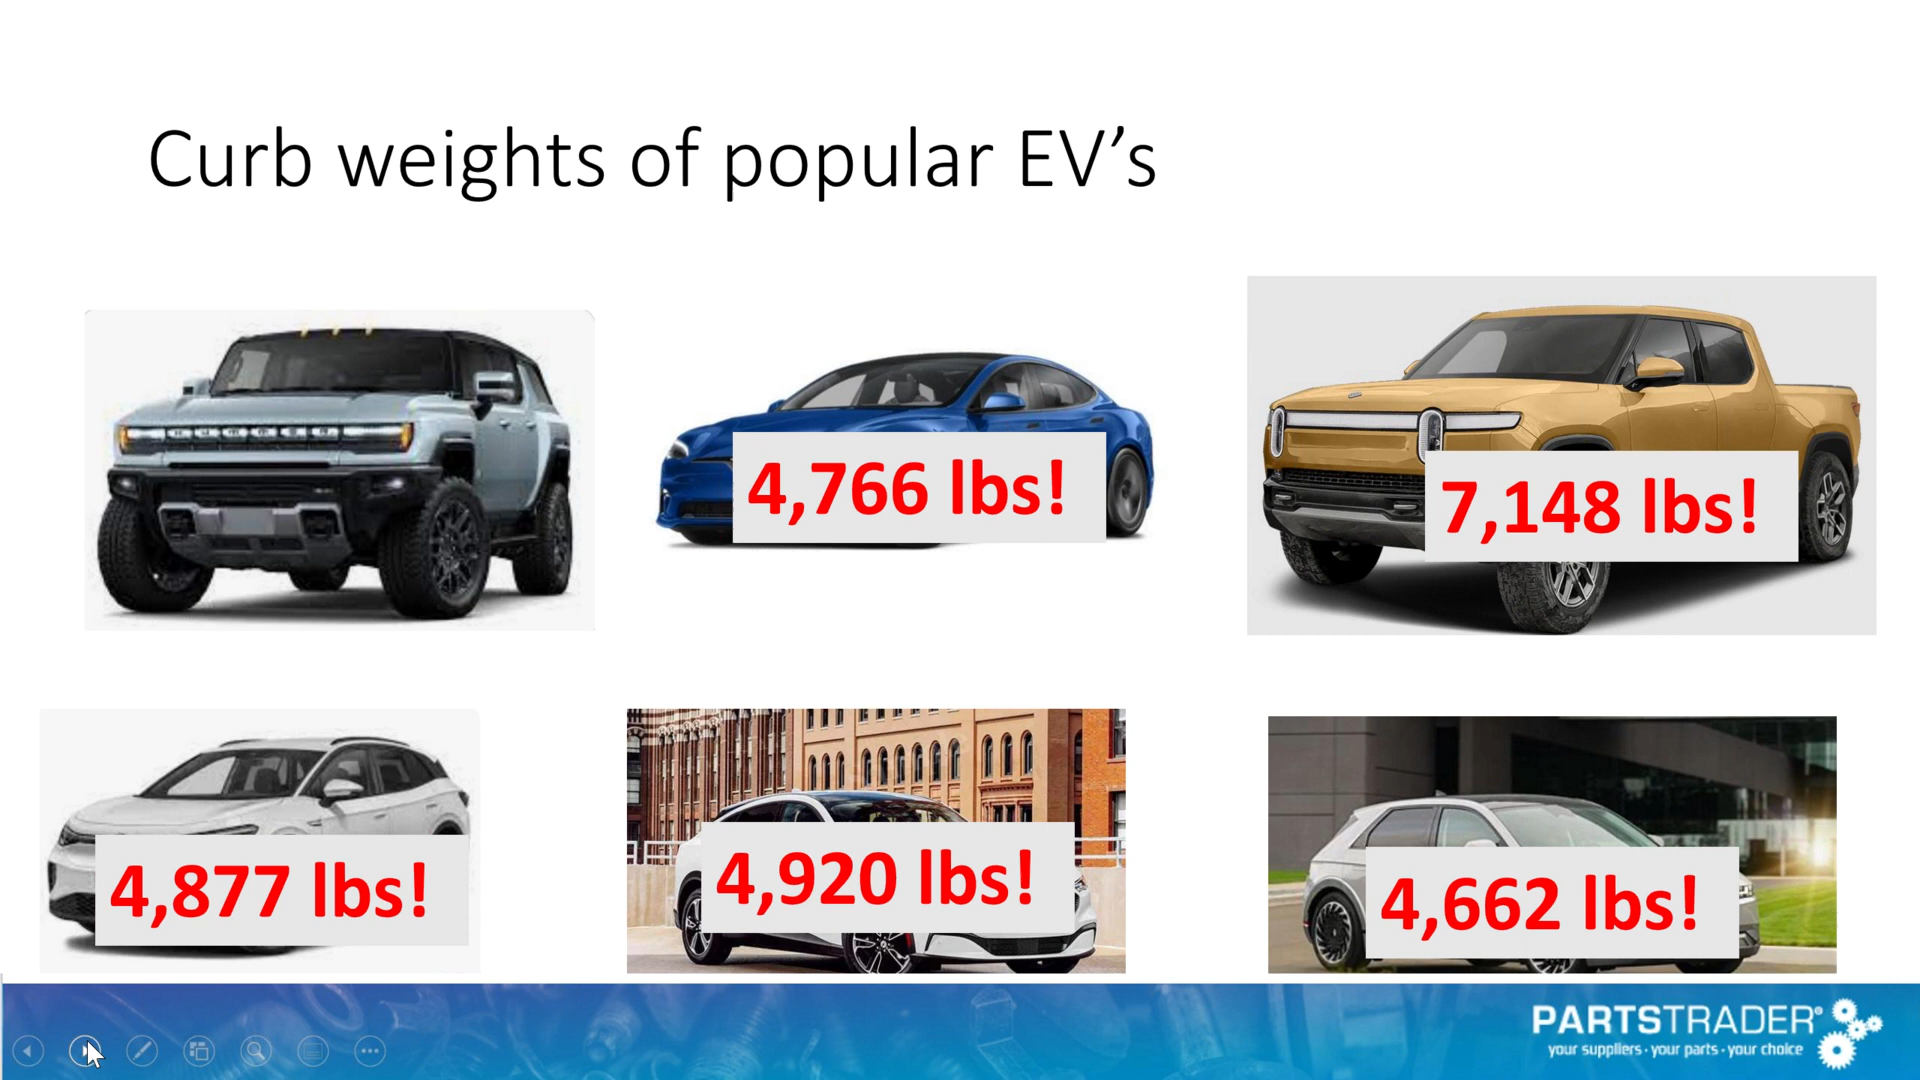 Curb weights of popular EV’s
HUMMER
4,766 lbs!
7,148 lbs!
4,877 lbs!
4,920 lbs!
4,662 lbs!
PARTSTRADER®
your suppliers · your parts · your choice